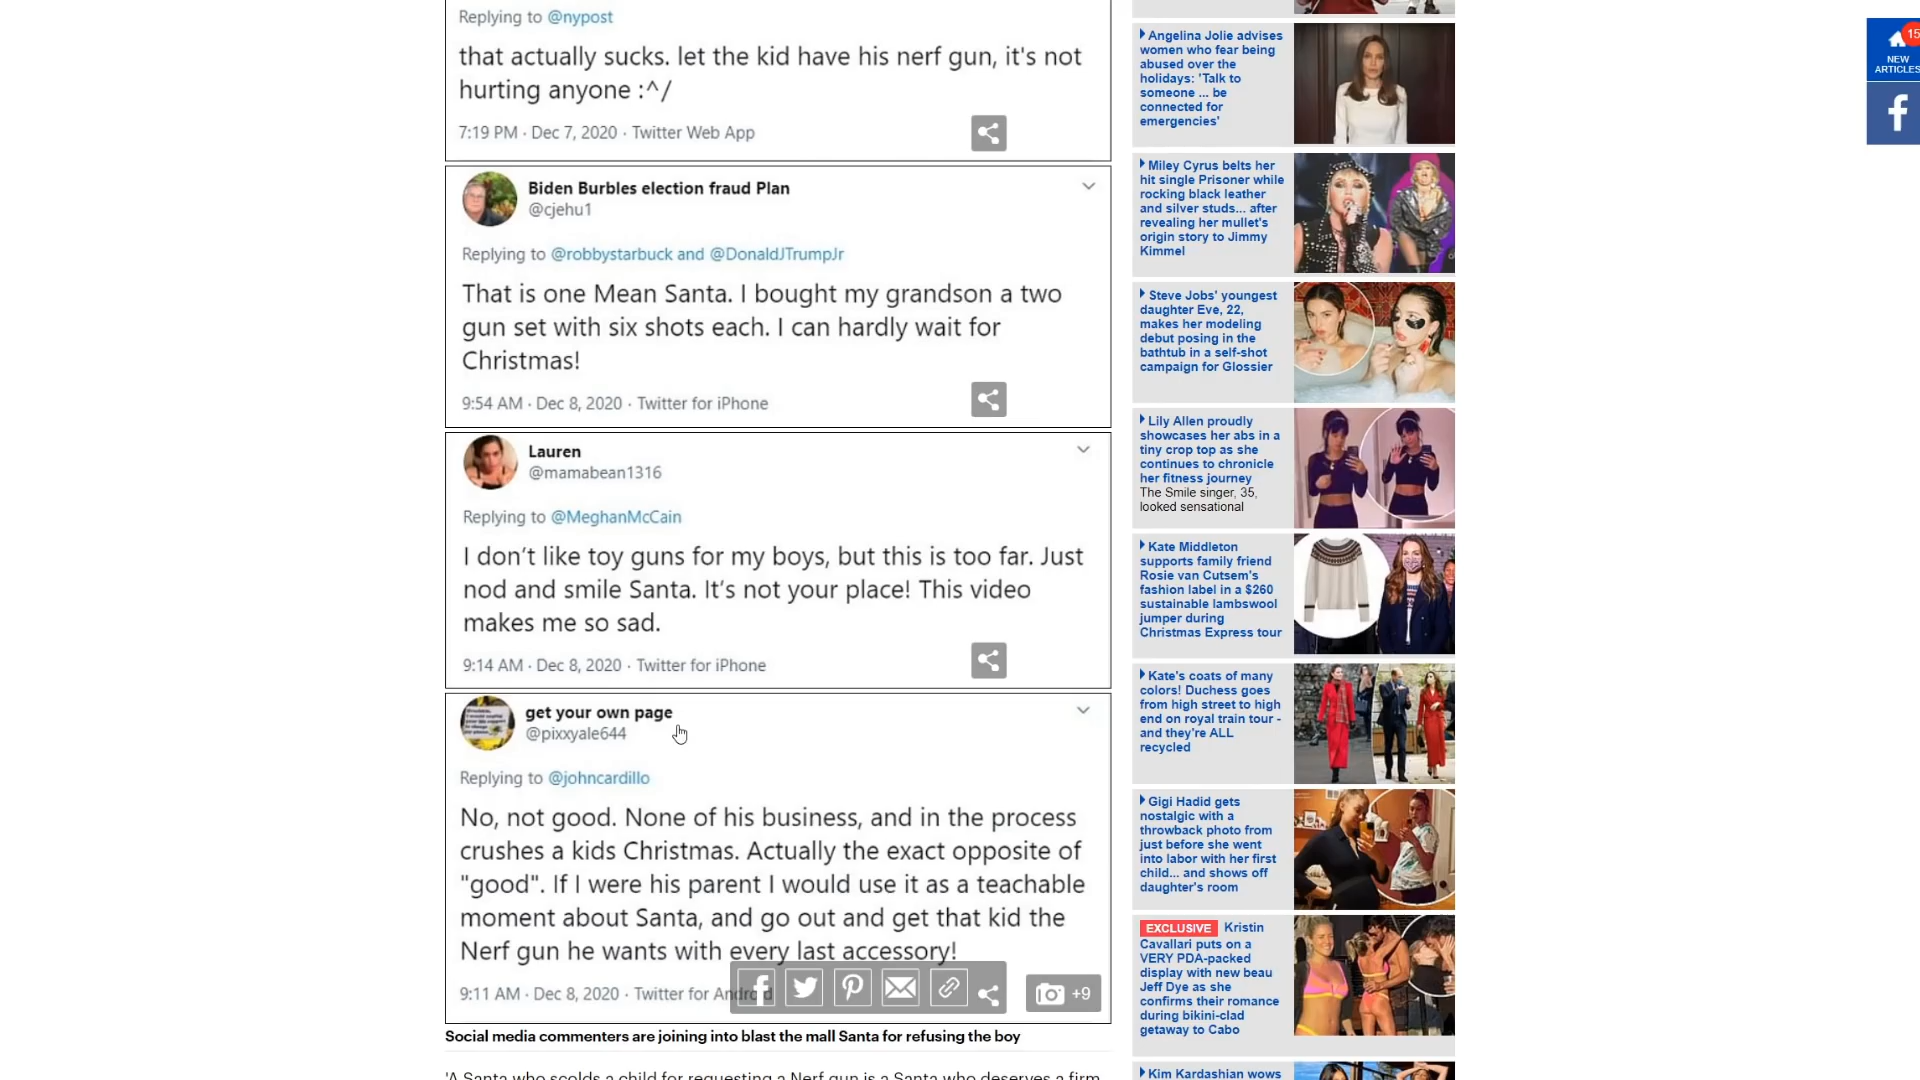 Replying to @nypost
that actually sucks. let the kid have his nerf gun, it's not
hurting anyone :^/
7:19 PM · Dec 7, 2020 · Twitter Web App
Biden Burbles election fraud Plan
@cjehu1
Replying to @robbystarbuck and @DonaldJTrumpJr
That is one Mean Santa. I bought my grandson a two
gun set with six shots each. I can hardly wait for
Christmas!
9:54 AM · Dec 8, 2020 · Twitter for iPhone
Lauren
@mamabean1316
Replying to @MeghanMcCain
I don’t like toy guns for my boys, but this is too far. Just
nod and smile Santa. It’s not your place! This video
makes me so sad.
9:14 AM · Dec 8, 2020 · Twitter for iPhone
get your own page
@pixxyale644
Replying to @johncardillo
No, not good. None of his business, and in the process
crushes a kids Christmas. Actually the exact opposite of
"good". If I were his parent I would use it as a teachable
moment about Santa, and go out and get that kid the
Nerf gun he wants with every last accessory!
9:11 AM · Dec 8, 2020 · Twitter for Android
+9
Social media commenters are joining into blast the mall Santa for refusing the boy
'A Santa who scolds a child for requesting a Nerf gun is a Santa who deserves a firm
Angelina Jolie advises
women who fear being
abused over the
holidays: 'Talk to
someone ... be
connected for
emergencies'
Miley Cyrus belts her
hit single Prisoner while
rocking black leather
and silver studs... after
revealing her mullet's
origin story to Jimmy
Kimmel
Steve Jobs' youngest
daughter Eve, 22,
makes her modeling
debut posing in the
bathtub in a self-shot
campaign for Glossier
Lily Allen proudly
showcases her abs in a
tiny crop top as she
continues to chronicle
her fitness journey
The Smile singer, 35,
looked sensational
Kate Middleton
supports family friend
Rosie van Cutsem's
fashion label in a $260
sustainable lambswool
jumper during
Christmas Express tour
Kate's coats of many
colors! Duchess goes
from high street to high
end on royal train tour -
and they're ALL
recycled
Gigi Hadid gets
nostalgic with a
throwback photo from
just before she went
into labor with her first
child... and shows off
daughter's room
EXCLUSIVE Kristin
Cavallari puts on a
VERY PDA-packed
display with new beau
Jeff Dye as she
confirms their romance
during bikini-clad
getaway to Cabo
Kim Kardashian wows
15
NEW
ARTICLES